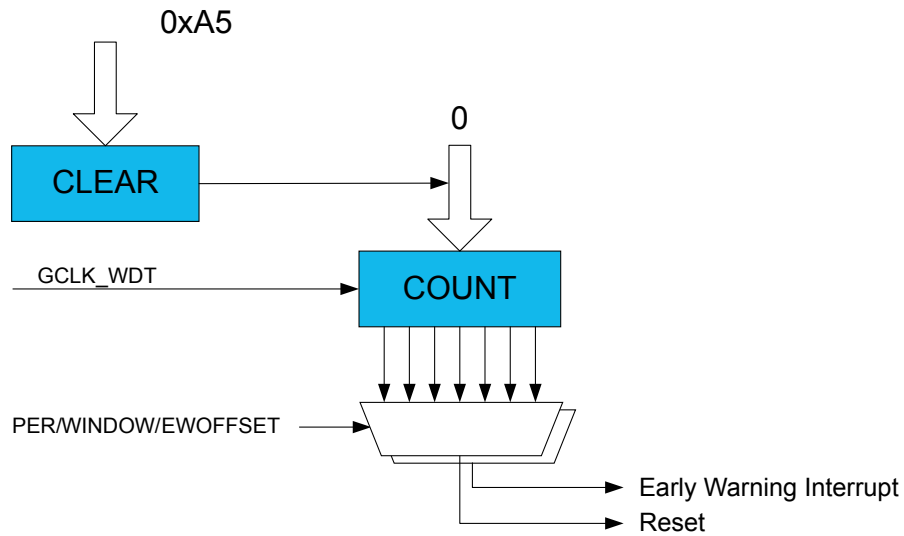 0xA5
0
CLEAR
GCLK_WDT
COUNT
PER/WINDOW/EWOFFSET
Early Warning Interrupt
Reset